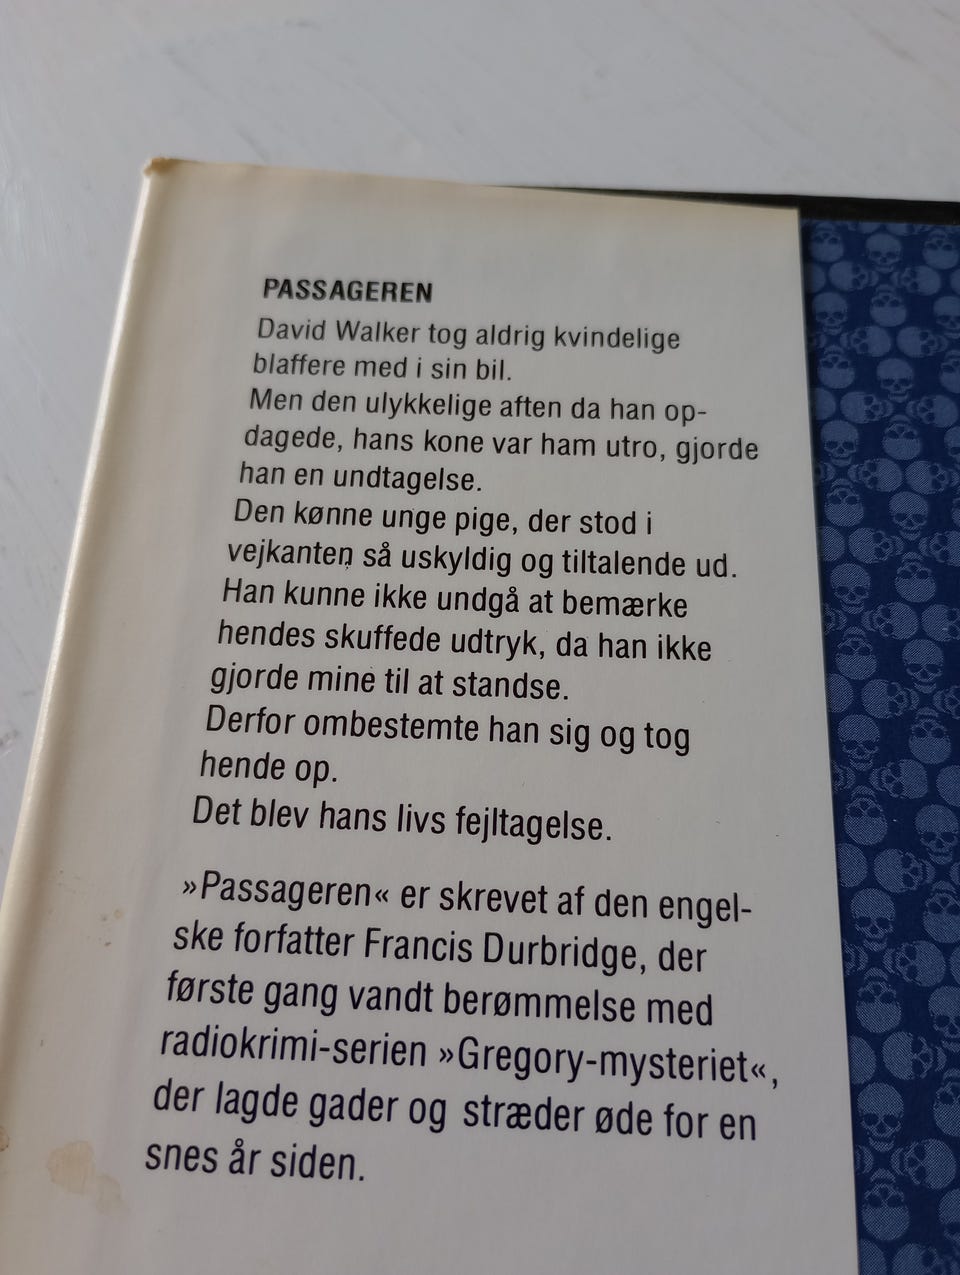 PASSAGEREN
David Walker tog aldrig kvindelige
blaffere med i sin bil.
Men den ulykkelige aften da han op-
dagede, hans kone var ham utro, gjorde
han en undtagelse.
Den kønne unge pige, der stod i
vejkanten så uskyldig og tiltalende ud.
Han kunne ikke undgå at bemærke
hendes skuffede udtryk, da han ikke
gjorde mine til at standse.
Derfor ombestemte han sig og tog
hende op.
Det blev hans livs fejltagelse.
»Passageren« er skrevet af den engel-
ske forfatter Francis Durbridge, der
første gang vandt berømmelse med
radiokrimi-serien »Gregory-mysteriet«,
der lagde gader og stræder øde for en
snes år siden.